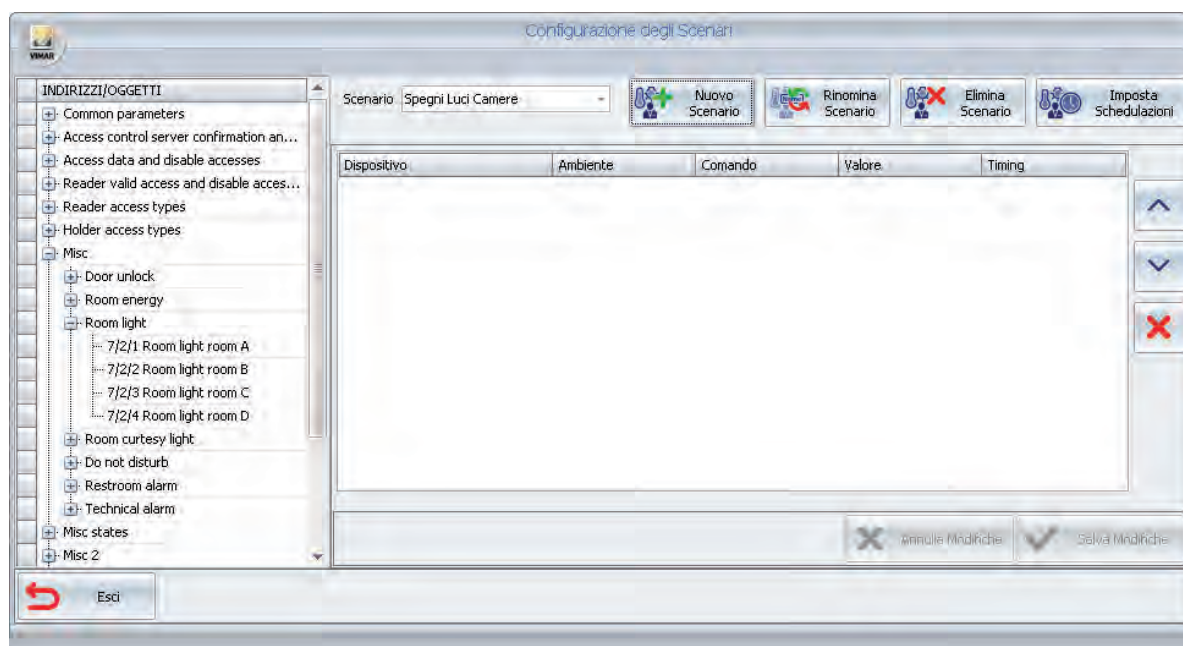 Configurazione degli Scenari
VIMAR
INDIRIZZI/OGGETTI
Common parameters
Access control server confirmation an...
Access data and disable accesses
Reader valid access and disable acces...
Reader access types
Holder access types
Misc
Door unlock
Room energy
Room light
7/2/1 Room light room A
7/2/2 Room light room B
7/2/3 Room light room C
7/2/4 Room light room D
Room curtesy light
Do not disturb
Restroom alarm
Technical alarm
Misc states
Misc 2
Scenario Spegni Luci Camere
Nuovo
Scenario
Rinomina
Scenario
Elimina
Scenario
Imposta
Schedulazioni
Dispositivo Ambiente Comando Valore Timing
Annulla Modifiche Salva Modifiche
Esci